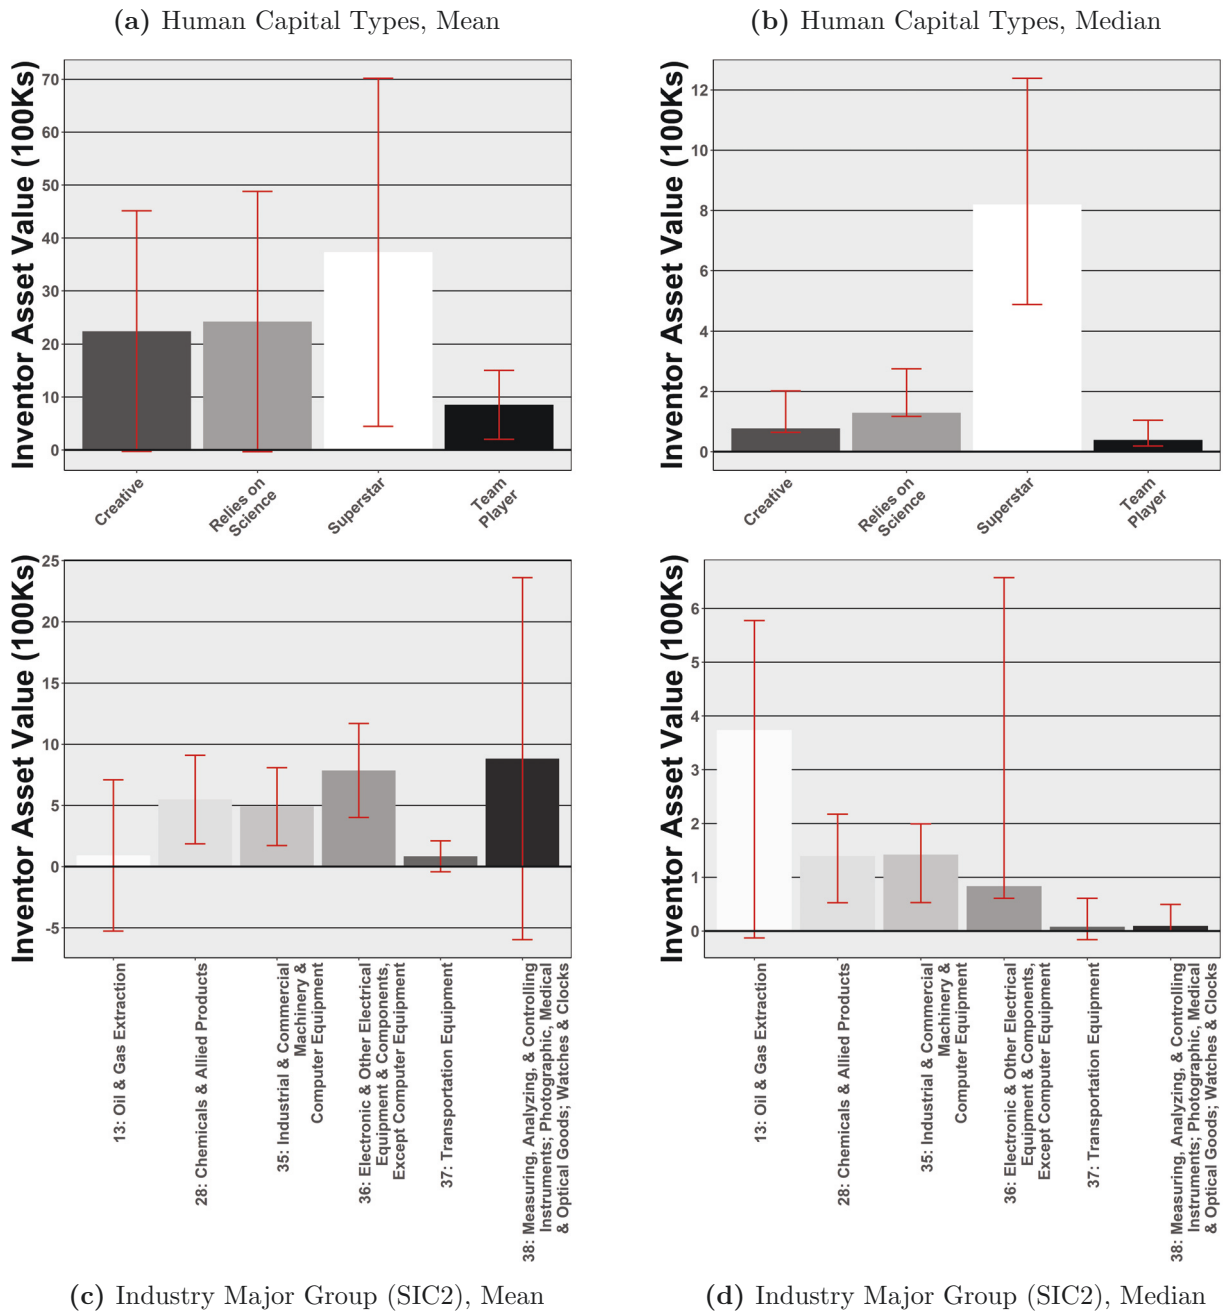 (a) Human Capital Types, Mean
Inventor Asset Value (100Ks)
70
60
50
40
30
20
10
0
Creative
Relies on
Science
Superstar
Team
Player
(b) Human Capital Types, Median
Inventor Asset Value (100Ks)
12
10
8
6
4
2
0
Creative
Relies on
Science
Superstar
Team
Player
Inventor Asset Value (100Ks)
25
20
15
10
5
0
-5
13: Oil & Gas Extraction
28: Chemicals & Allied Products
35: Industrial & Commercial
Machinery &
Computer Equipment
36: Electronic & Other Electrical
Equipment & Components,
Except Computer Equipment
37: Transportation Equipment
38: Measuring, Analyzing, & Controlling
Instruments; Photographic, Medical
& Optical Goods; Watches & Clocks
(c) Industry Major Group (SIC2), Mean
Inventor Asset Value (100Ks)
6
5
4
3
2
1
0
13: Oil & Gas Extraction
28: Chemicals & Allied Products
35: Industrial & Commercial
Machinery &
Computer Equipment
36: Electronic & Other Electrical
Equipment & Components,
Except Computer Equipment
37: Transportation Equipment
38: Measuring, Analyzing, & Controlling
Instruments; Photographic, Medical
& Optical Goods; Watches & Clocks
(d) Industry Major Group (SIC2), Median